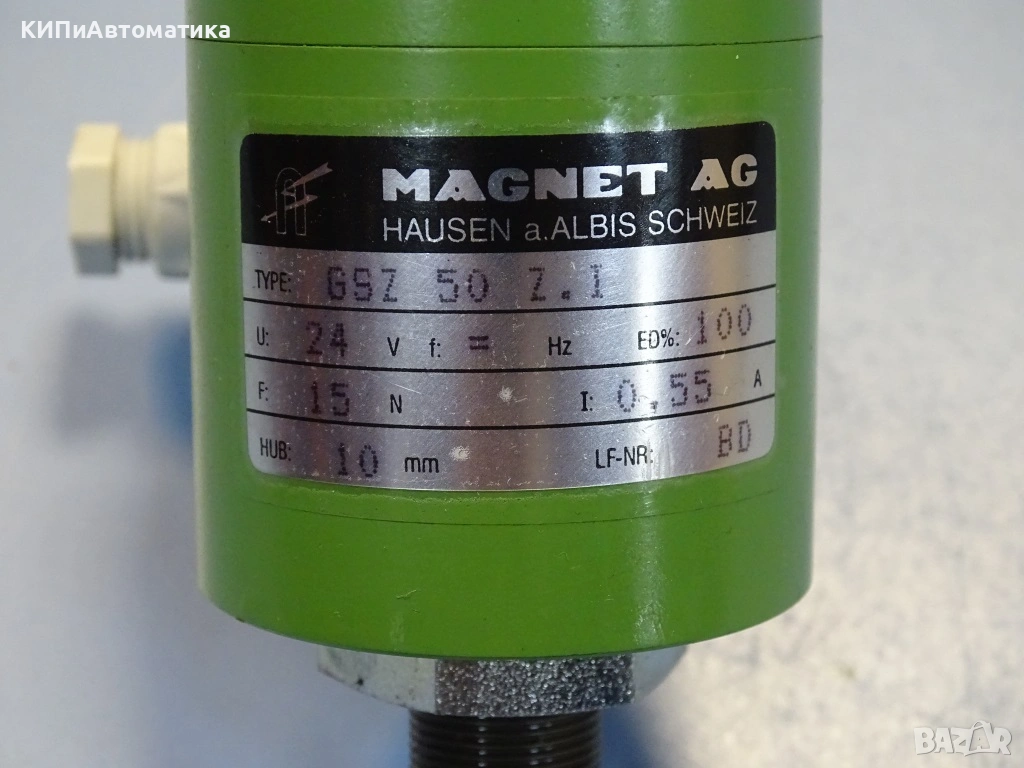 КИПиАвтоматика
MAGNET AG
HAUSEN a.ALBIS SCHWEIZ
TYPE: GSZ 50 Z.I
U: 24 V f: = Hz ED%: 100
F: 15 N I: 0,55 A
HUB: 10 mm LF-NR: BD
BAZAR